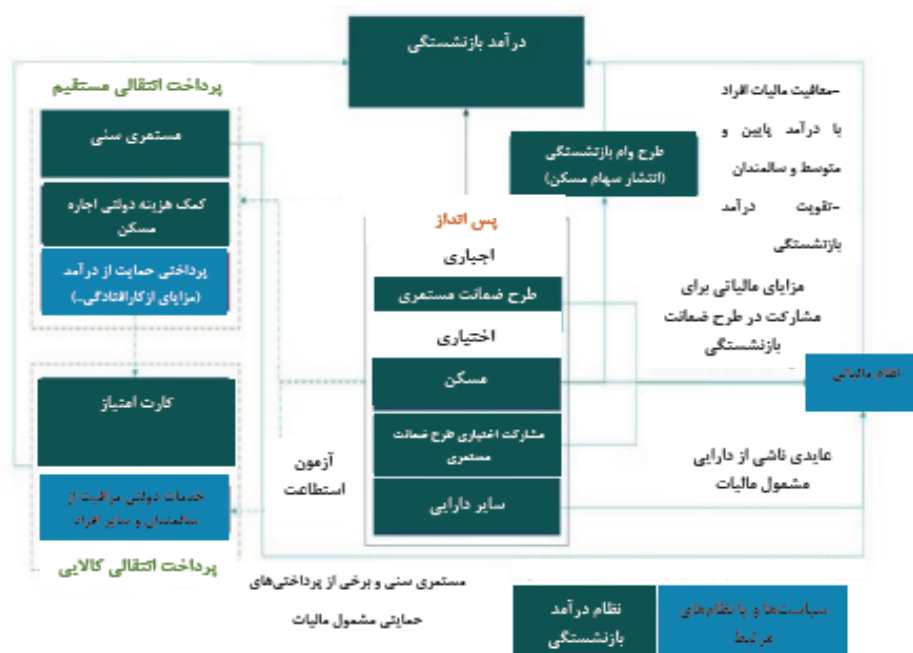 درآمد بازنشستگی
پرداخت انتقالی مستقیم
مستمری سنی
کمک هزینه دولتی اجاره
مسکن
پرداختی حمایت از درآمد
(مزایای ازکارافتادگی..)
کارت امتیاز
خدمات دولتی مراقبت از
سالمندان و سایر افراد
پرداخت انتقالی کالایی
طرح وام بازنشستگی
(انتشار سهام مسکن)
پس انداز
اجباری
طرح ضمانت مستمری
اختیاری
مسکن
مشارکت اختیاری طرح ضمانت
مستمری
سایر دارایی
آزمون
استطاعت
-معافیت مالیات افراد
با درآمد پایین و
متوسط و سالمندان
-تقویت درآمد
بازنشستگی
مزایای مالیاتی برای
مشارکت در طرح ضمانت
بازنشستگی
نظام مالیاتی
عایدی ناشی از دارایی
مشمول مالیات
مستمری سنی و برخی از پرداختی‌های
حمایتی مشمول مالیات
نظام درآمد
بازنشستگی
سیاست‌ها و یا نظام‌های
مرتبط